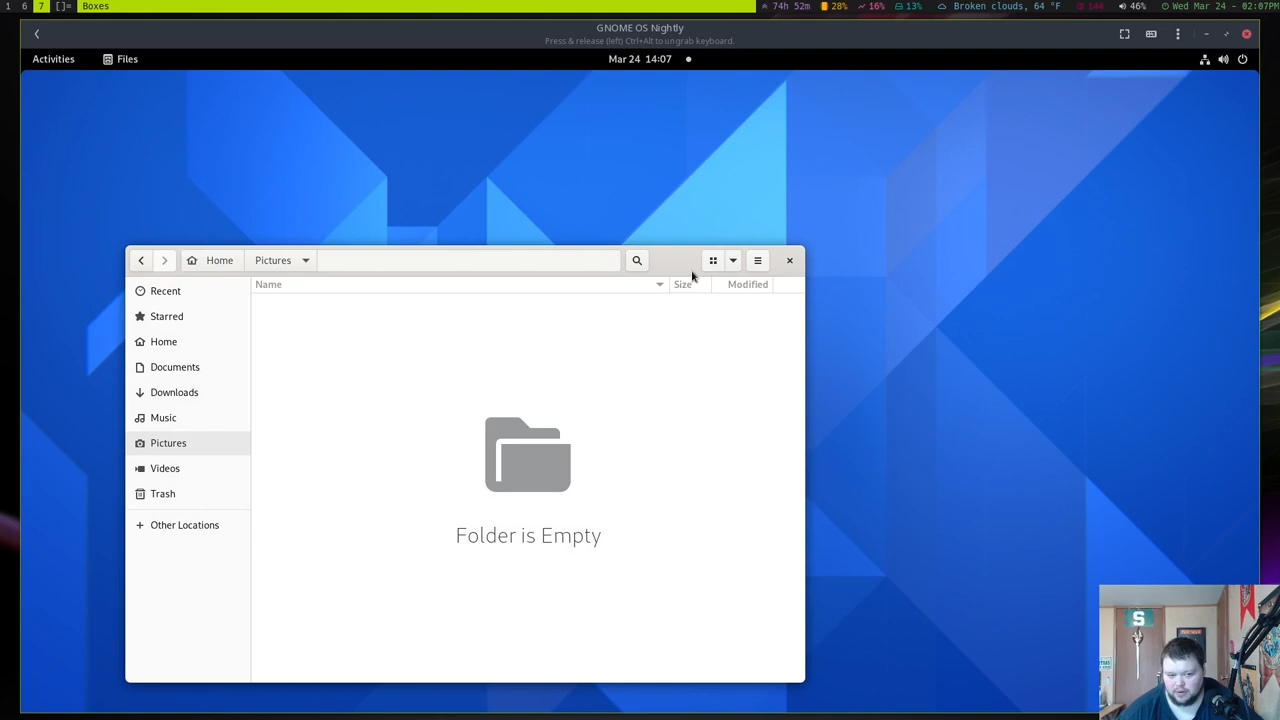 1 6 7 []= Boxes 74h 52m 28% 16% 13% Broken clouds, 64 °F 144 46% Wed Mar 24 - 02:07PM
GNOME OS Nightly
Press & release (left) Ctrl+Alt to ungrab keyboard.
Activities Files Mar 24 14:07
Home Pictures
Name Size Modified
Recent
Starred
Home
Documents
Downloads
Music
Pictures
Videos
Trash
+ Other Locations
Folder is Empty
S